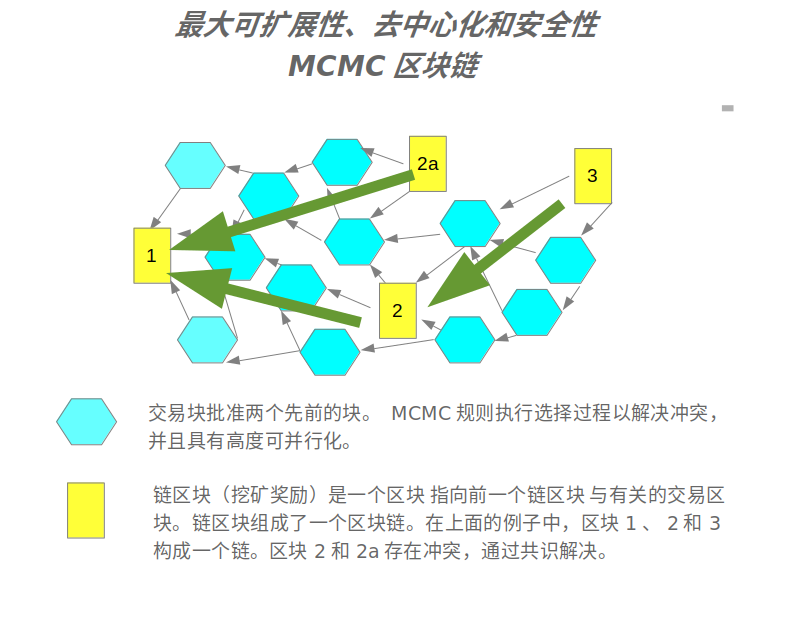 最大可扩展性、去中心化和安全性
MCMC 区块链
2a
3
1
2
交易块批准两个先前的块。 MCMC 规则执行选择过程以解决冲突，
并且具有高度可并行化。
链区块（挖矿奖励）是一个区块 指向前一个链区块 与有关的交易区
块。链区块组成了一个区块链。在上面的例子中，区块 1 、 2 和 3
构成一个链。区块 2 和 2a 存在冲突，通过共识解决。